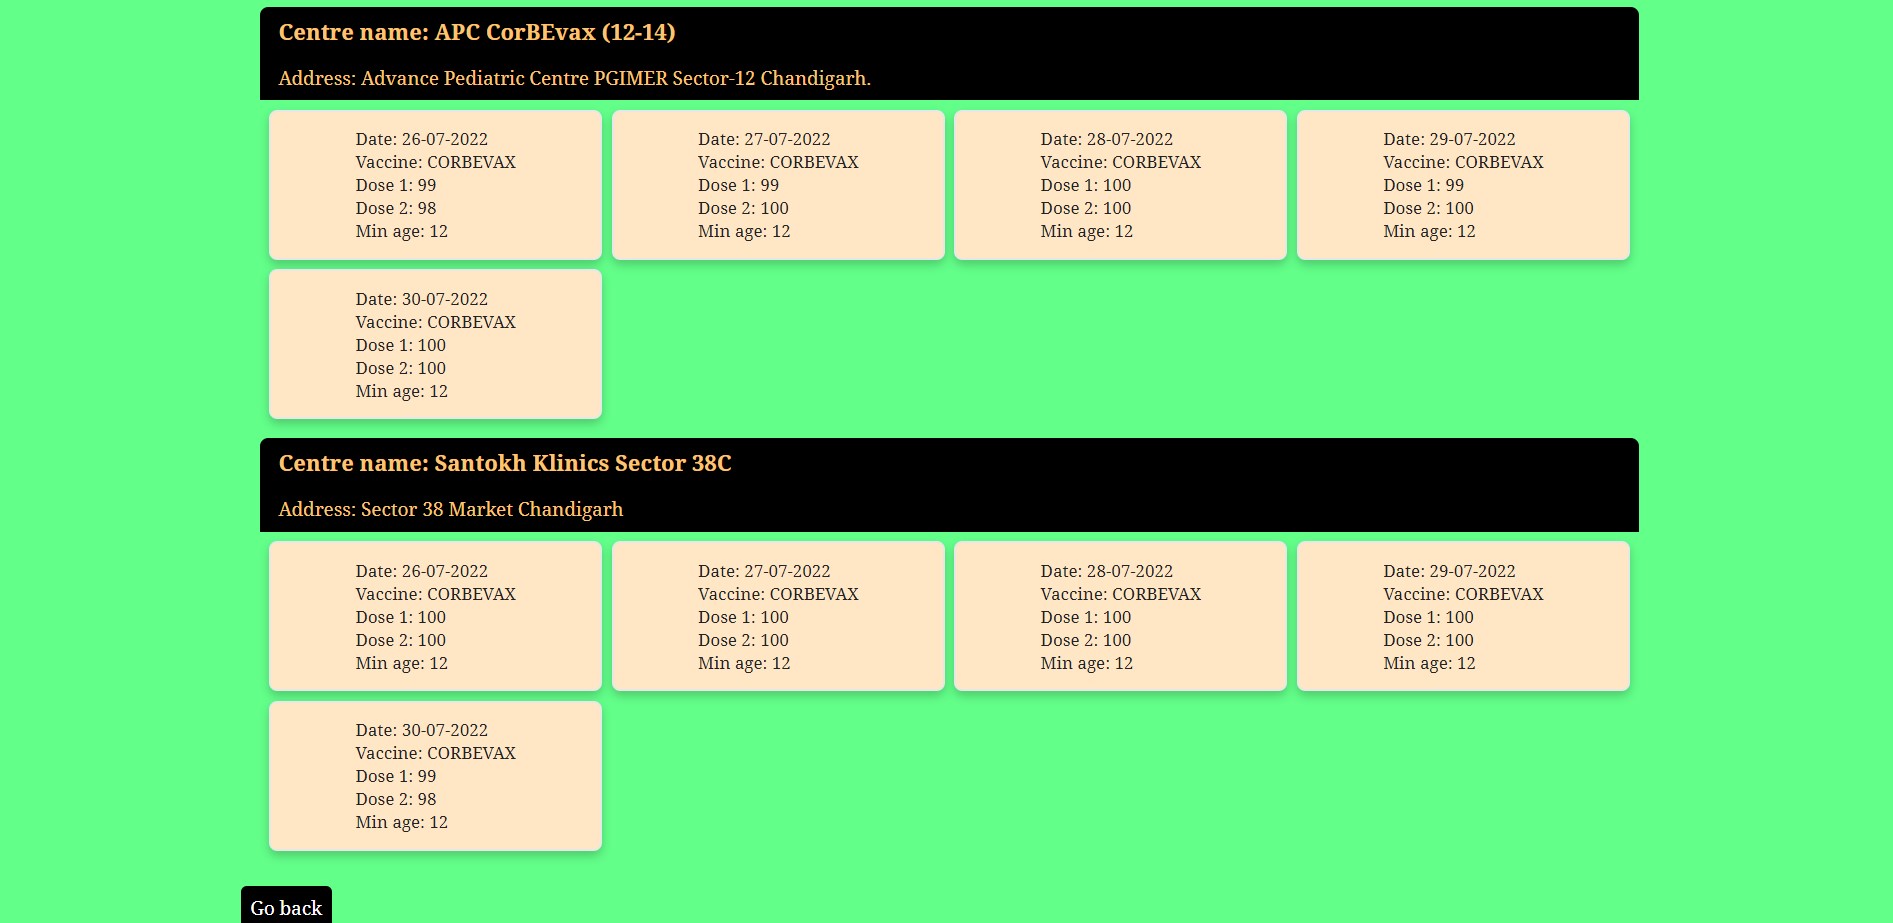 Centre name: APC CorBEvax (12-14)
Address: Advance Pediatric Centre PGIMER Sector-12 Chandigarh.
Date: 26-07-2022
Vaccine: CORBEVAX
Dose 1: 99
Dose 2: 98
Min age: 12
Date: 27-07-2022
Vaccine: CORBEVAX
Dose 1: 99
Dose 2: 100
Min age: 12
Date: 28-07-2022
Vaccine: CORBEVAX
Dose 1: 100
Dose 2: 100
Min age: 12
Date: 29-07-2022
Vaccine: CORBEVAX
Dose 1: 99
Dose 2: 100
Min age: 12
Date: 30-07-2022
Vaccine: CORBEVAX
Dose 1: 100
Dose 2: 100
Min age: 12
Centre name: Santokh Klinics Sector 38C
Address: Sector 38 Market Chandigarh
Date: 26-07-2022
Vaccine: CORBEVAX
Dose 1: 100
Dose 2: 100
Min age: 12
Date: 27-07-2022
Vaccine: CORBEVAX
Dose 1: 100
Dose 2: 100
Min age: 12
Date: 28-07-2022
Vaccine: CORBEVAX
Dose 1: 100
Dose 2: 100
Min age: 12
Date: 29-07-2022
Vaccine: CORBEVAX
Dose 1: 100
Dose 2: 100
Min age: 12
Date: 30-07-2022
Vaccine: CORBEVAX
Dose 1: 99
Dose 2: 98
Min age: 12
Go back